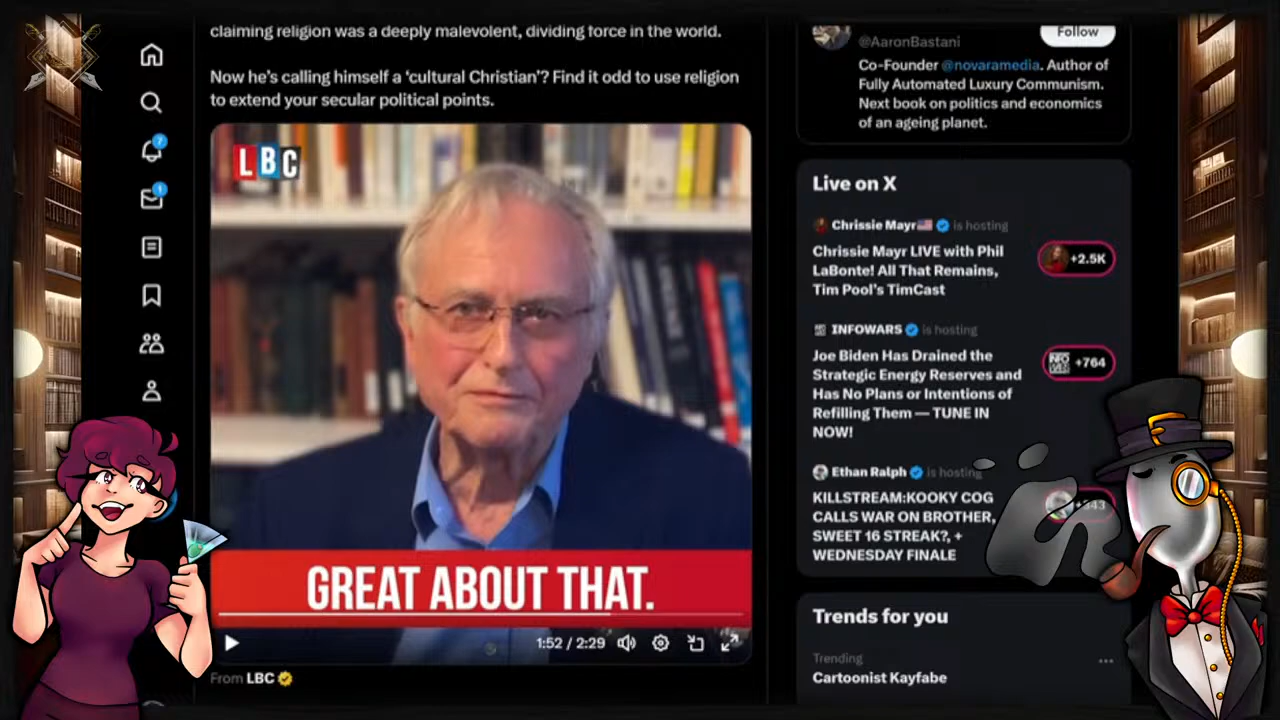 claiming religion was a deeply malevolent, dividing force in the world.
Now he's calling himself a 'cultural Christian'? Find it odd to use religion
to extend your secular political points.
LBC
GREAT ABOUT THAT.
1:52 / 2:29
From LBC
7
1
@AaronBastani
Follow
Co-Founder @novaramedia. Author of
Fully Automated Luxury Communism.
Next book on politics and economics
of an ageing planet.
Live on X
Chrissie Mayr is hosting
Chrissie Mayr LIVE with Phil
LaBonte! All That Remains,
Tim Pool's TimCast
+2.5K
INFOWARS is hosting
Joe Biden Has Drained the
Strategic Energy Reserves and
Has No Plans or Intentions of
Refilling Them — TUNE IN
NOW!
+764
Ethan Ralph is hosting
KILLSTREAM:KOOKY COG
CALLS WAR ON BROTHER,
SWEET 16 STREAK?, +
WEDNESDAY FINALE
Trends for you
Trending
Cartoonist Kayfabe